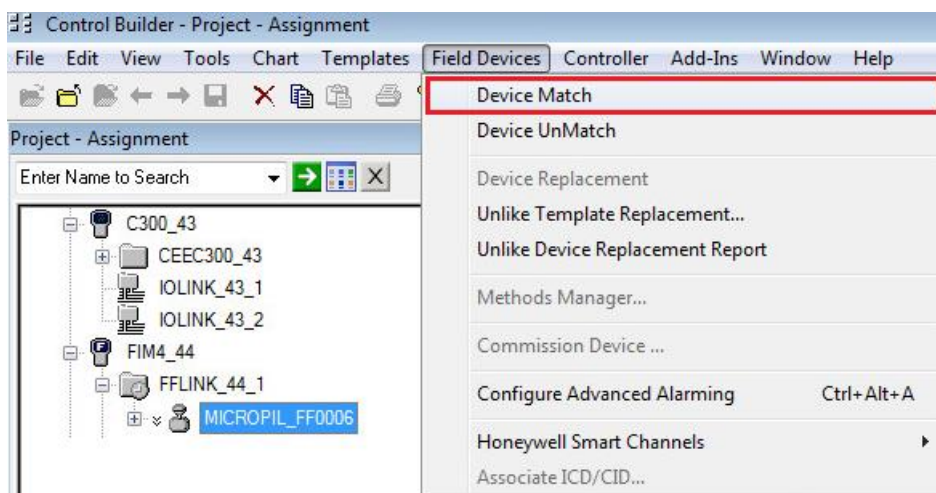 Control Builder - Project - Assignment
File Edit View Tools Chart Templates Field Devices Controller Add-Ins Window Help
Project - Assignment
Enter Name to Search
C300_43
CEEC300_43
IOLINK_43_1
IOLINK_43_2
FIM4_44
FFLINK_44_1
MICROPIL_FF0006
Device Match
Device UnMatch
Device Replacement
Unlike Template Replacement...
Unlike Device Replacement Report
Methods Manager...
Commission Device ...
Configure Advanced Alarming Ctrl+Alt+A
Honeywell Smart Channels
Associate ICD/CID...